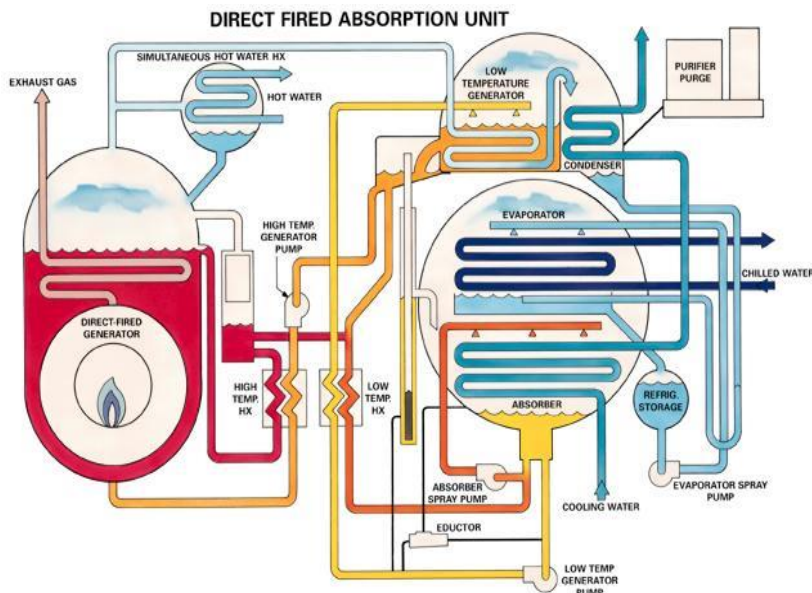 DIRECT FIRED ABSORPTION UNIT
SIMULTANEOUS HOT WATER HX
EXHAUST GAS
HOT WATER
LOW
TEMPERATURE
GENERATOR
PURIFIER
PURGE
CONDENSER
HIGH TEMP.
GENERATOR
PUMP
EVAPORATOR
CHILLED WATER
DIRECT-FIRED
GENERATOR
HIGH
TEMP.
HX
LOW
TEMP.
HX
ABSORBER
REFRIG.
STORAGE
ABSORBER
SPRAY PUMP
COOLING WATER
EVAPORATOR SPRAY
PUMP
EDUCTOR
LOW TEMP
GENERATOR
PUMP